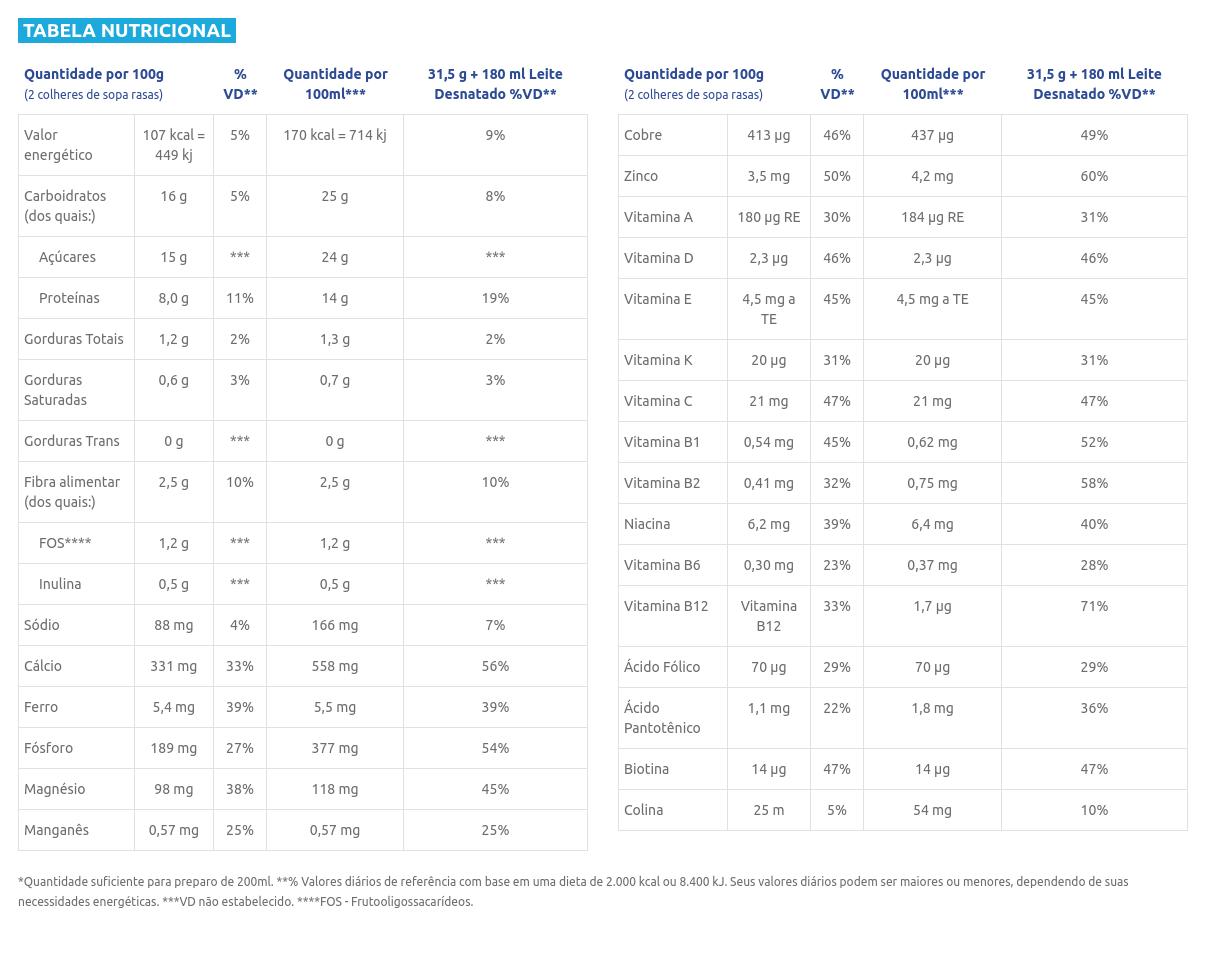 TABELA NUTRICIONAL
Quantidade por 100g % Quantidade por 31,5 g + 180 ml Leite
(2 colheres de sopa rasas) VD** 100ml*** Desnatado %VD**
Valor 107 kcal = 5% 170 kcal = 714 kj 9%
energético 449 kj
Carboidratos 16 g 5% 25 g 8%
(dos quais:)
Açúcares 15 g *** 24 g ***
Proteínas 8,0 g 11% 14 g 19%
Gorduras Totais 1,2 g 2% 1,3 g 2%
Gorduras 0,6 g 3% 0,7 g 3%
Saturadas
Gorduras Trans 0 g *** 0 g ***
Fibra alimentar 2,5 g 10% 2,5 g 10%
(dos quais:)
FOS**** 1,2 g *** 1,2 g ***
Inulina 0,5 g *** 0,5 g ***
Sódio 88 mg 4% 166 mg 7%
Cálcio 331 mg 33% 558 mg 56%
Ferro 5,4 mg 39% 5,5 mg 39%
Fósforo 189 mg 27% 377 mg 54%
Magnésio 98 mg 38% 118 mg 45%
Manganês 0,57 mg 25% 0,57 mg 25%
Quantidade por 100g % Quantidade por 31,5 g + 180 ml Leite
(2 colheres de sopa rasas) VD** 100ml*** Desnatado %VD**
Cobre 413 µg 46% 437 µg 49%
Zinco 3,5 mg 50% 4,2 mg 60%
Vitamina A 180 µg RE 30% 184 µg RE 31%
Vitamina D 2,3 µg 46% 2,3 µg 46%
Vitamina E 4,5 mg a 45% 4,5 mg a TE 45%
TE
Vitamina K 20 µg 31% 20 µg 31%
Vitamina C 21 mg 47% 21 mg 47%
Vitamina B1 0,54 mg 45% 0,62 mg 52%
Vitamina B2 0,41 mg 32% 0,75 mg 58%
Niacina 6,2 mg 39% 6,4 mg 40%
Vitamina B6 0,30 mg 23% 0,37 mg 28%
Vitamina B12 Vitamina 33% 1,7 µg 71%
B12
Ácido Fólico 70 µg 29% 70 µg 29%
Ácido 1,1 mg 22% 1,8 mg 36%
Pantotênico
Biotina 14 µg 47% 14 µg 47%
Colina 25 m 5% 54 mg 10%
*Quantidade suficiente para preparo de 200ml. **% Valores diários de referência com base em uma dieta de 2.000 kcal ou 8.400 kJ. Seus valores diários podem ser maiores ou menores, dependendo de suas
necessidades energéticas. ***VD não estabelecido. ****FOS - Frutooligossacarídeos.